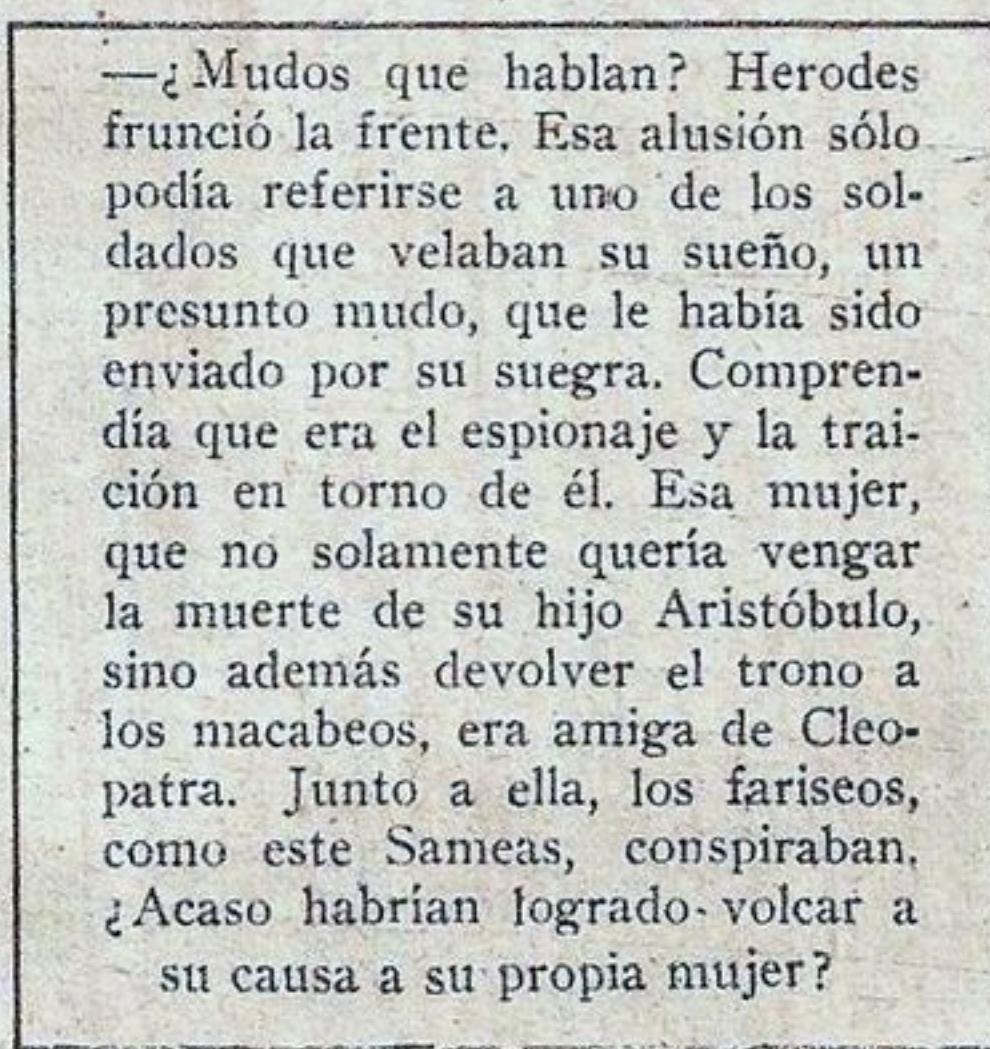 —¿Mudos que hablan? Herodes
frunció la frente. Esa alusión sólo
podía referirse a uno de los sol-
dados que velaban su sueño, un
presunto mudo, que le había sido
enviado por su suegra. Compren-
día que era el espionaje y la trai-
ción en torno de él. Esa mujer,
que no solamente quería vengar
la muerte de su hijo Aristóbulo,
sino además devolver el trono a
los macabeos, era amiga de Cleo-
patra. Junto a ella, los fariseos,
como este Sameas, conspiraban.
¿Acaso habrían logrado volcar a
su causa a su propia mujer?